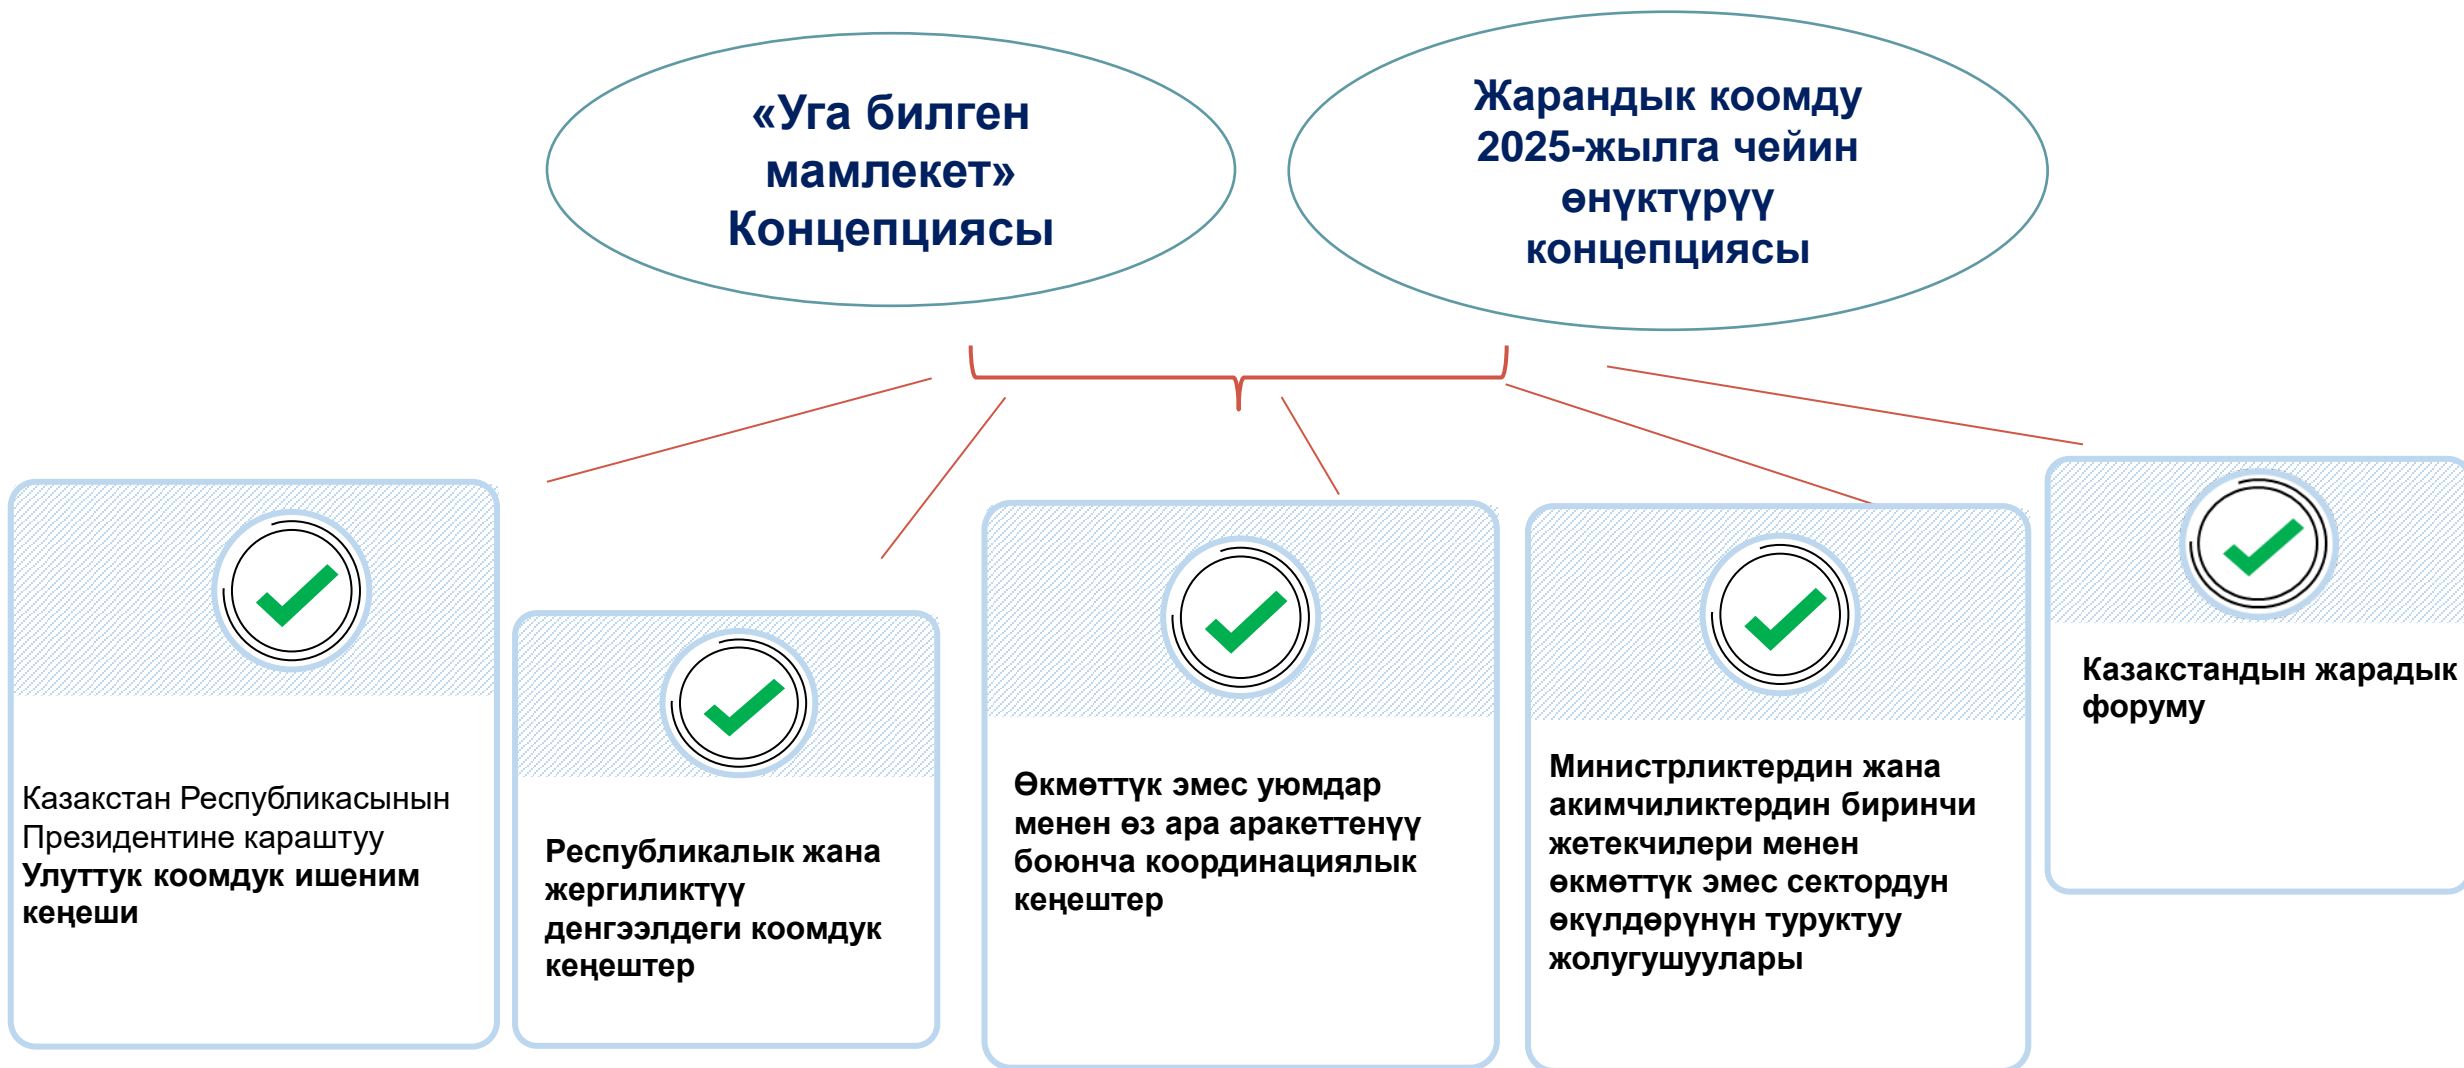 «Уга билген
мамлекет»
Концепциясы
Жарандык коомду
2025-жылга чейин
өнүктүрүү
концепциясы
Казакстан Республикасынын
Президентине караштуу
Улуттук коомдук ишеним
кеңеши
Республикалык жана
жергиликтүү
денгээлдеги коомдук
кеңештер
Өкмөттүк эмес уюмдар
менен өз ара аракеттенүү
боюнча координациялык
кеңештер
Министрликтердин жана
акимчиликтердин биринчи
жетекчилери менен
өкмөттүк эмес сектордун
өкүлдөрүнүн туруктуу
жолугушуулары
Казакстандын жарадык
форуму